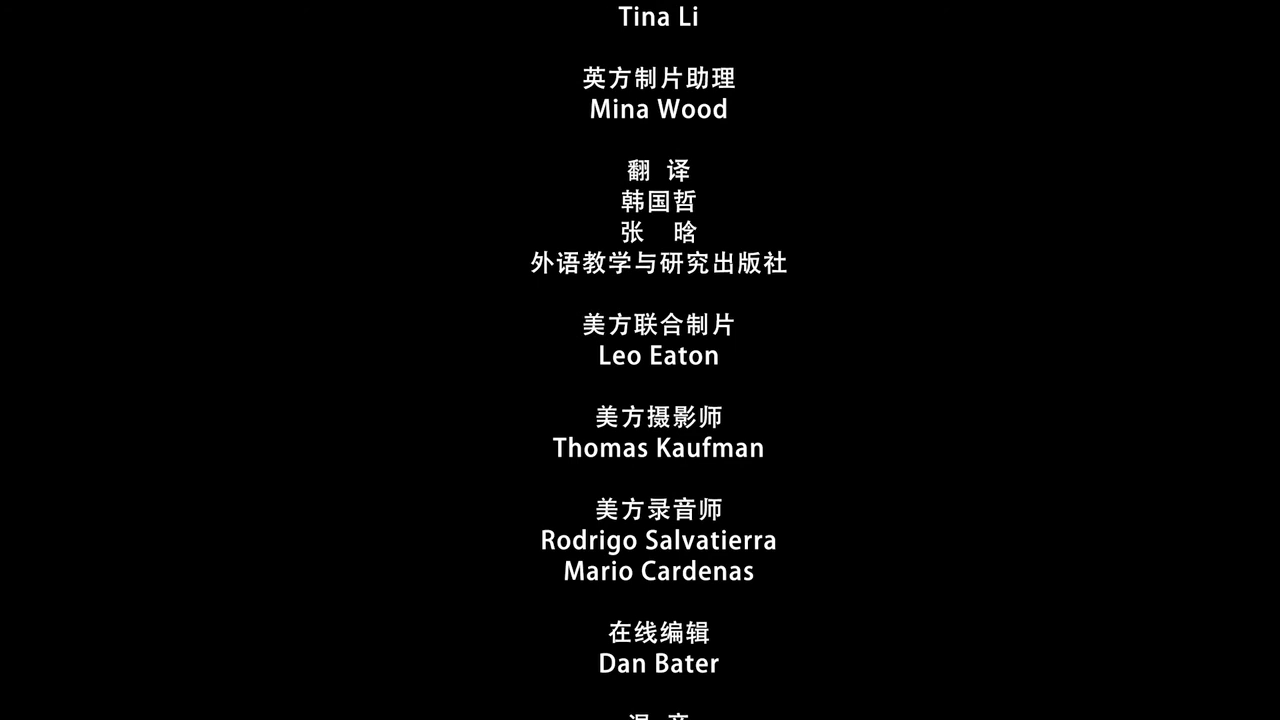 Tina Li
英方制片助理
Mina Wood
翻 译
韩国哲
张 晗
外语教学与研究出版社
美方联合制片
Leo Eaton
美方摄影师
Thomas Kaufman
美方录音师
Rodrigo Salvatierra
Mario Cardenas
在线编辑
Dan Bater
混 音